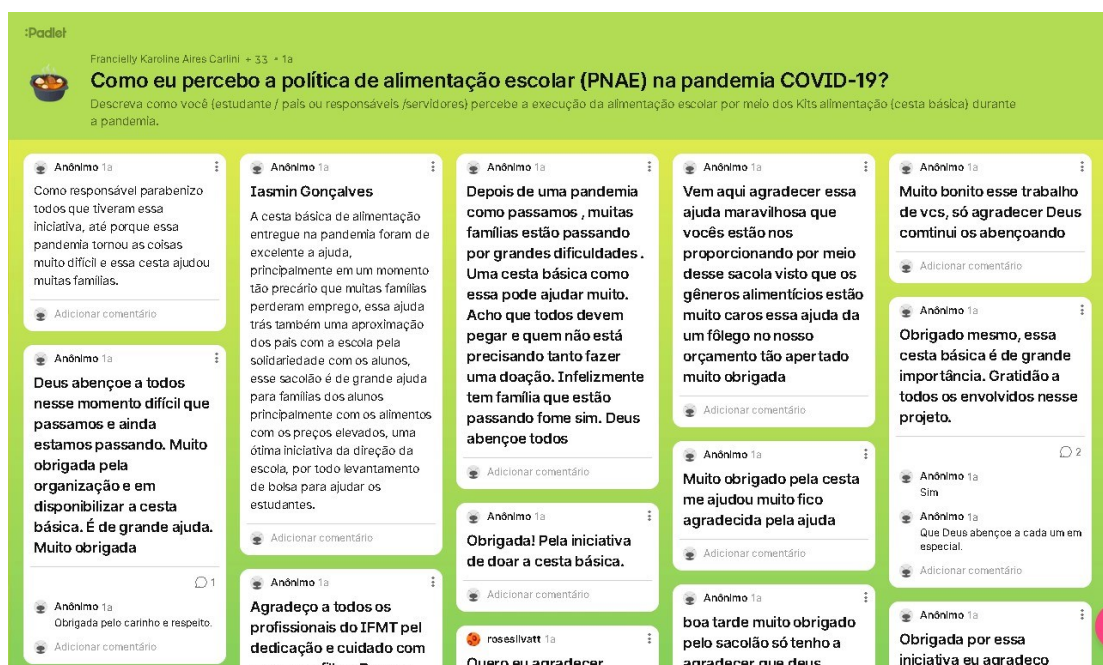 :Padlet
Francielly Karoline Aires Carlini + 33 • 1a
Como eu percebo a política de alimentação escolar (PNAE) na pandemia COVID-19?
Descreva como você (estudante / pais ou responsáveis /servidores) percebe a execução da alimentação escolar por meio dos Kits alimentação (cesta básica) durante
a pandemia.
Anônimo 1a
Como responsável parabenizo
todos que tiveram essa
iniciativa, até porque essa
pandemia tornou as coisas
muito difícil e essa cesta ajudou
muitas famílias.
Adicionar comentário
Anônimo 1a
Deus abençoe a todos
nesse momento difícil que
passamos e ainda
estamos passando. Muito
obrigada pela
organização e em
disponibilizar a cesta
básica. É de grande ajuda.
Muito obrigada
1
Anônimo 1a
Obrigada pelo carinho e respeito.
Adicionar comentário
Anônimo 1a
Iasmin Gonçalves
A cesta básica de alimentação
entregue na pandemia foram de
excelente a ajuda,
principalmente em um momento
tão precário que muitas famílias
perderam emprego, essa ajuda
trás também uma aproximação
dos pais com a escola pela
solidariedade com os alunos,
esse sacolão é de grande ajuda
para famílias dos alunos
principalmente com os alimentos
com os preços elevados, uma
ótima iniciativa da direção da
escola, por todo levantamento
de bolsa para ajudar os
estudantes.
Adicionar comentário
Anônimo 1a
Agradeço a todos os
profissionais do IFMT pel
dedicação e cuidado com
Anônimo 1a
Depois de uma pandemia
como passamos , muitas
famílias estão passando
por grandes dificuldades .
Uma cesta básica como
essa pode ajudar muito.
Acho que todos devem
pegar e quem não está
precisando tanto fazer
uma doação. Infelizmente
tem família que estão
passando fome sim. Deus
abençoe todos
Adicionar comentário
Anônimo 1a
Obrigada! Pela iniciativa
de doar a cesta básica.
Adicionar comentário
roseslivatt 1a
Quero eu agradecer
Anônimo 1a
Vem aqui agradecer essa
ajuda maravilhosa que
vocês estão nos
proporcionando por meio
desse sacola visto que os
gêneros alimentícios estão
muito caros essa ajuda da
um fôlego no nosso
orçamento tão apertado
muito obrigada
Adicionar comentário
Anônimo 1a
Muito obrigado pela cesta
me ajudou muito fico
agradecida pela ajuda
Adicionar comentário
Anônimo 1a
boa tarde muito obrigado
pelo sacolão só tenho a
agradecer que deus
Anônimo 1a
Muito bonito esse trabalho
de vcs, só agradecer Deus
comtinui os abençoando
Adicionar comentário
Anônimo 1a
Obrigado mesmo, essa
cesta básica é de grande
importância. Gratidão a
todos os envolvidos nesse
projeto.
2
Anônimo 1a
Sim
Anônimo 1a
Que Deus abençoe a cada um em
especial.
Adicionar comentário
Anônimo 1a
Obrigada por essa
iniciativa eu agradeço